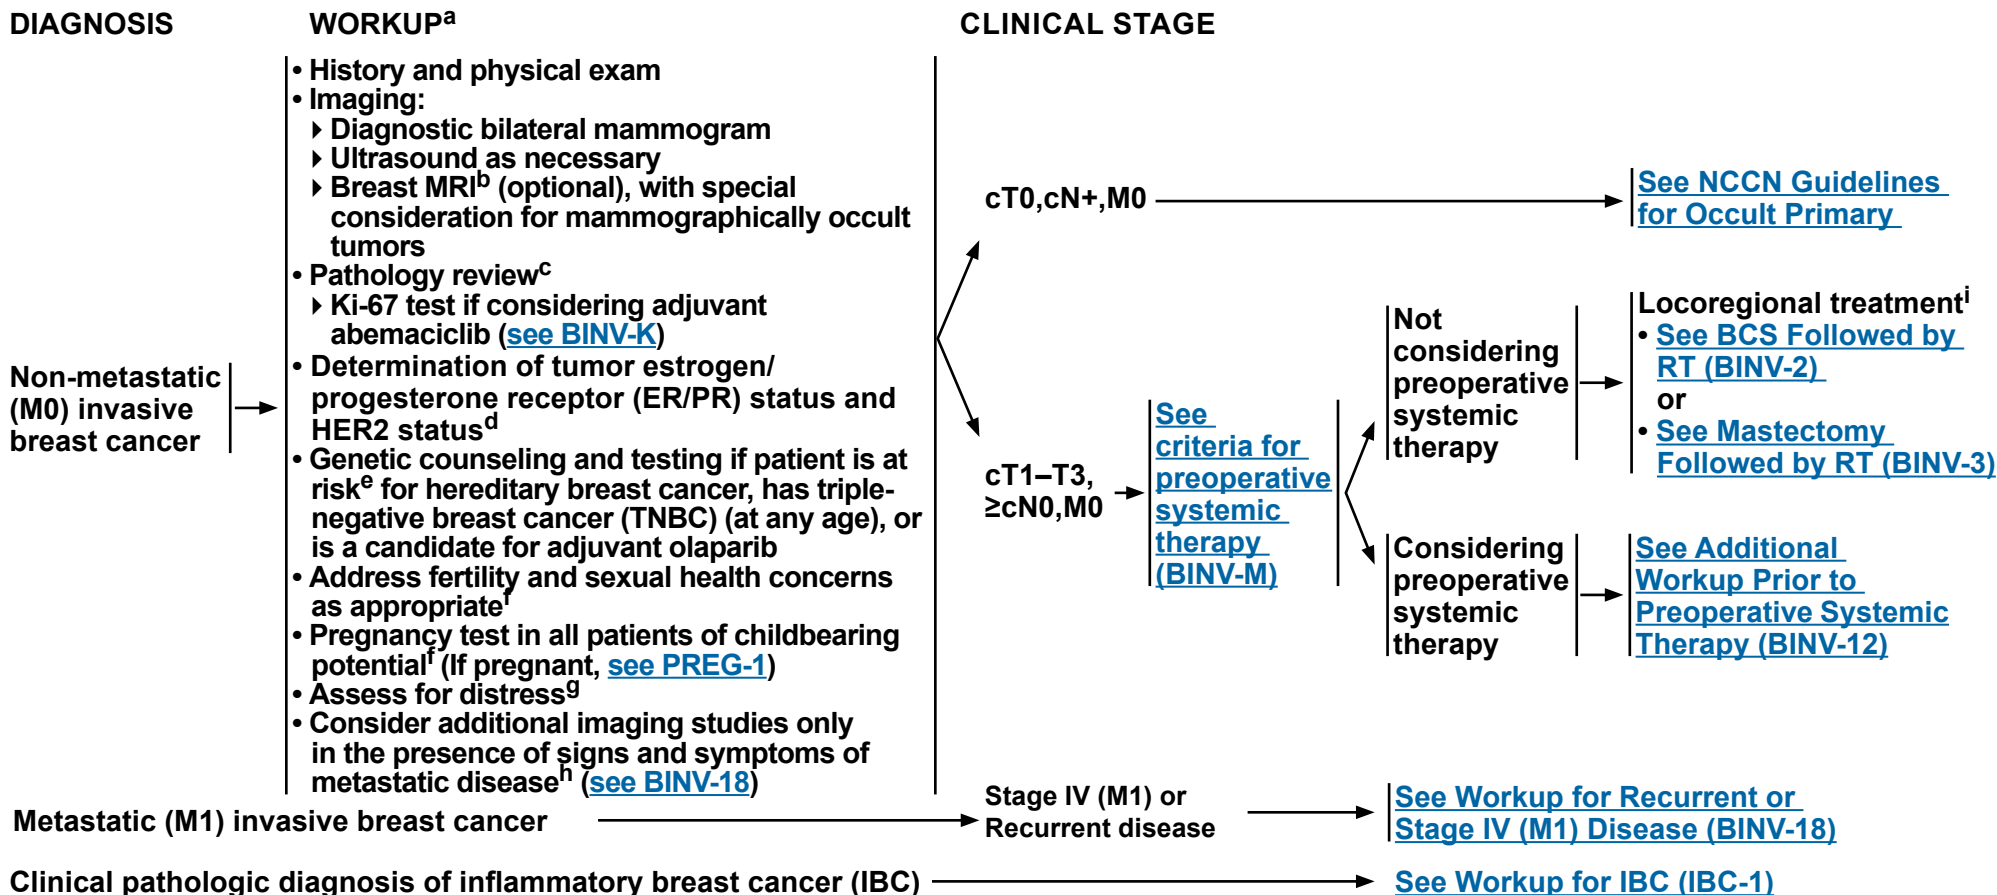 DIAGNOSIS
WORKUPa
CLINICAL STAGE
Non-metastatic
(M0) invasive
breast cancer
• History and physical exam
• Imaging:
Diagnostic bilateral mammogram
Ultrasound as necessary
Breast MRIb (optional), with special
consideration for mammographically occult
tumors
• Pathology reviewc
Ki-67 test if considering adjuvant
abemaciclib (see BINV-K)
• Determination of tumor estrogen/
progesterone receptor (ER/PR) status and
HER2 statusd
• Genetic counseling and testing if patient is at
riske for hereditary breast cancer, has triple-
negative breast cancer (TNBC) (at any age), or
is a candidate for adjuvant olaparib
• Address fertility and sexual health concerns
as appropriatef
• Pregnancy test in all patients of childbearing
potentialf (If pregnant, see PREG-1)
• Assess for distressg
• Consider additional imaging studies only
in the presence of signs and symptoms of
metastatic diseaseh (see BINV-18)
cT0,cN+,M0
See NCCN Guidelines
for Occult Primary
cT1–T3,
≥cN0,M0
See
criteria for
preoperative
systemic
therapy
(BINV-M)
Not
considering
preoperative
systemic
therapy
Locoregional treatmenti
• See BCS Followed by
RT (BINV-2)
or
• See Mastectomy
Followed by RT (BINV-3)
Considering
preoperative
systemic
therapy
See Additional
Workup Prior to
Preoperative Systemic
Therapy (BINV-12)
Metastatic (M1) invasive breast cancer
Stage IV (M1) or
Recurrent disease
See Workup for Recurrent or
Stage IV (M1) Disease (BINV-18)
Clinical pathologic diagnosis of inflammatory breast cancer (IBC)
See Workup for IBC (IBC-1)